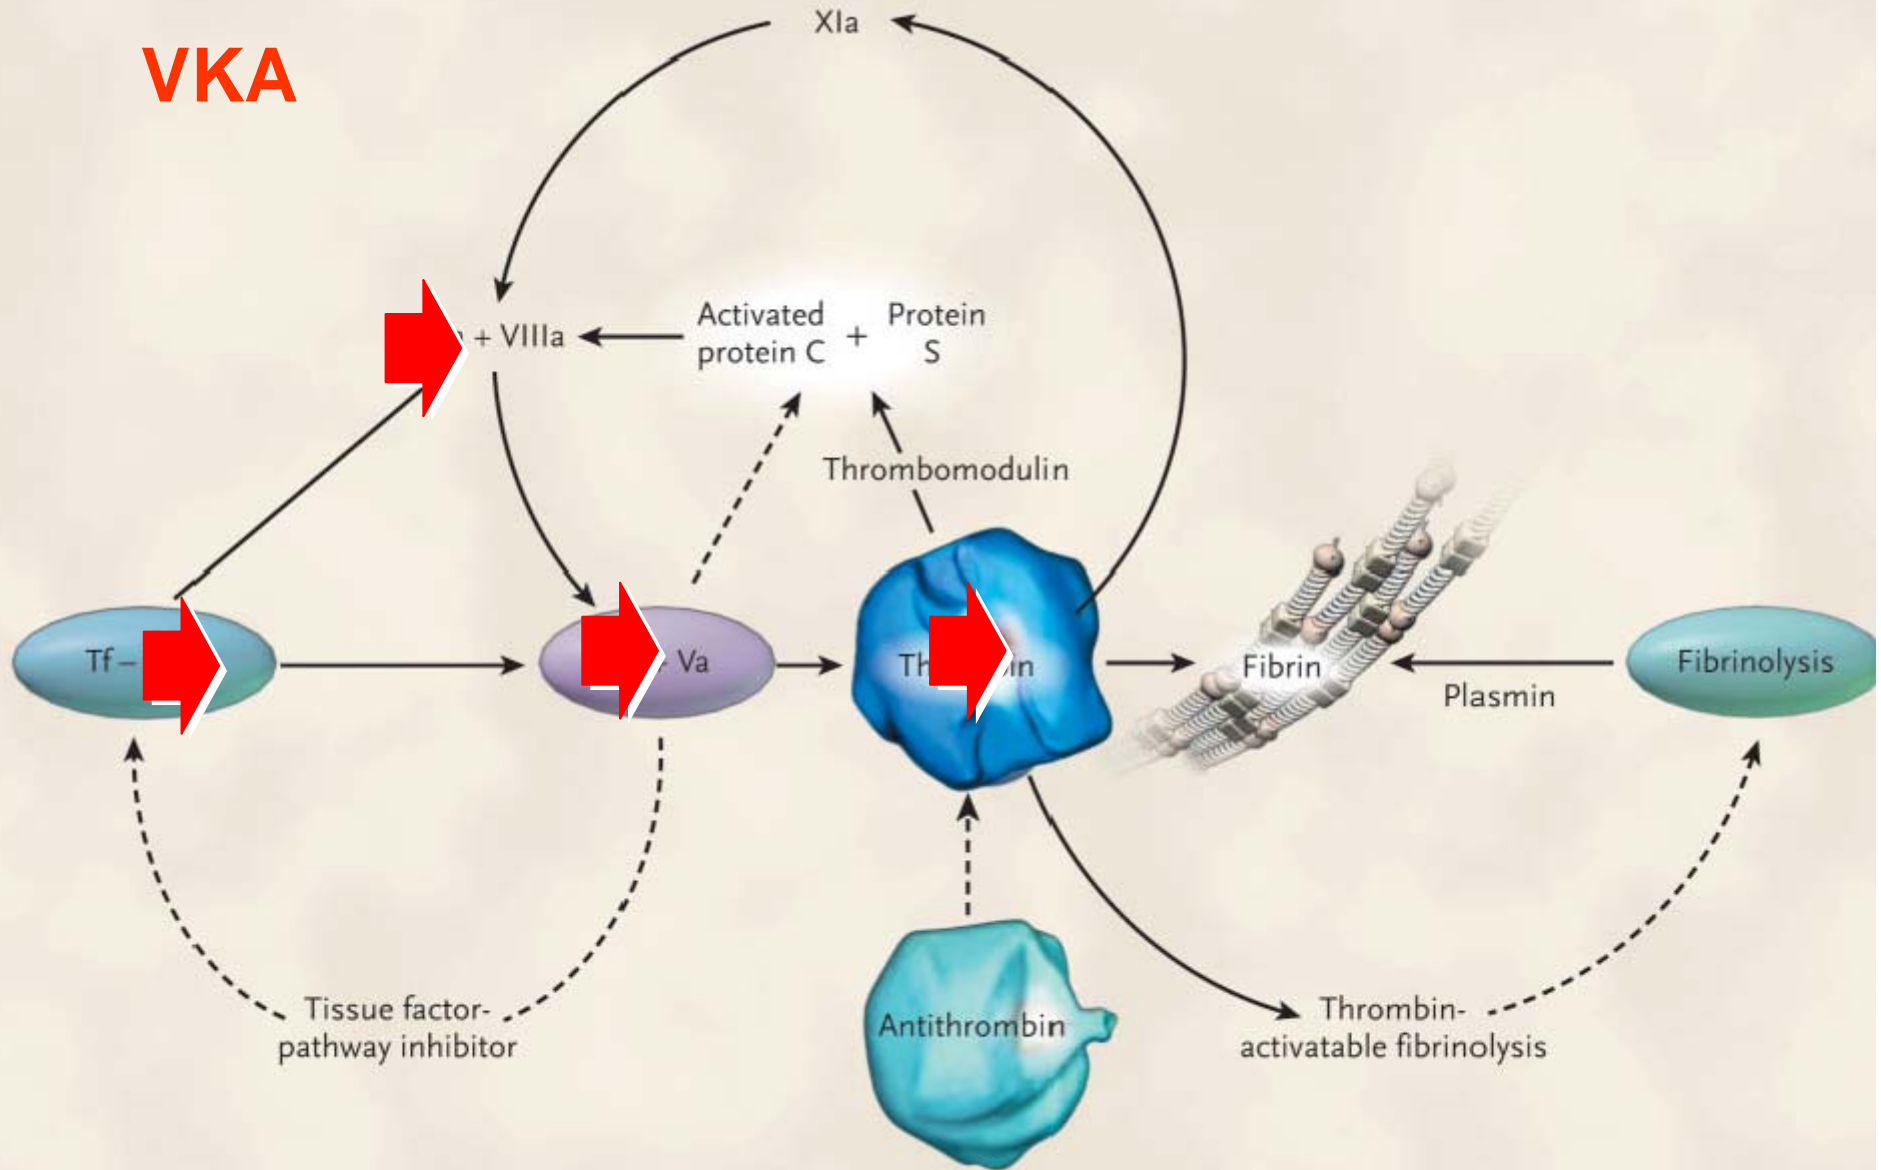 XIa
VKA
+ VIIIa
Activated
protein C
+
Protein
S
Thrombomodulin
Tf –
Va
Fibrin
Plasmin
Fibrinolysis
Tissue factor-
pathway inhibitor
Antithrombin
Thrombin-
activatable fibrinolysis